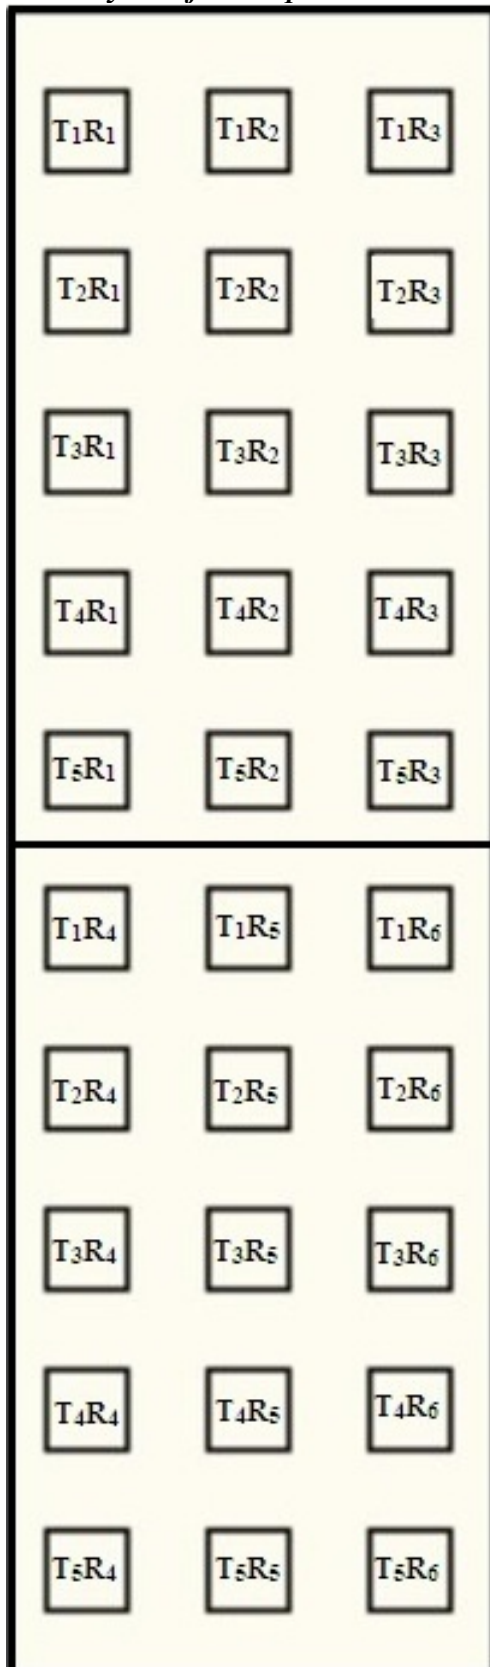 T₁R₁ T₁R₂ T₁R₃
T₂R₁ T₂R₂ T₂R₃
T₃R₁ T₃R₂ T₃R₃
T₄R₁ T₄R₂ T₄R₃
T₅R₁ T₅R₂ T₅R₃
T₁R₄ T₁R₅ T₁R₆
T₂R₄ T₂R₅ T₂R₆
T₃R₄ T₃R₅ T₃R₆
T₄R₄ T₄R₅ T₄R₆
T₅R₄ T₅R₅ T₅R₆